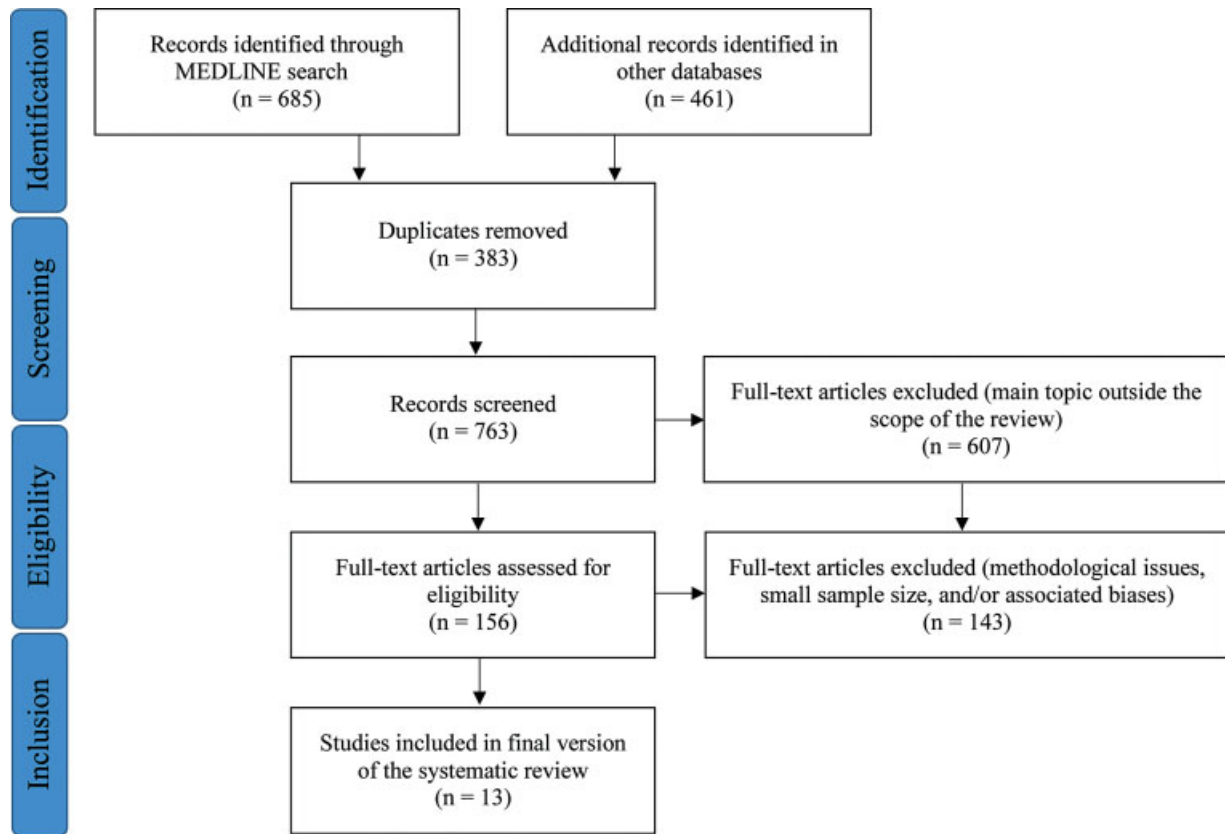 Identification
Records identified through
MEDLINE search
(n = 685)
Additional records identified in
other databases
(n = 461)
Screening
Duplicates removed
(n = 383)
Records screened
(n = 763)
Full-text articles excluded (main topic outside the
scope of the review)
(n = 607)
Eligibility
Full-text articles assessed for
eligibility
(n = 156)
Full-text articles excluded (methodological issues,
small sample size, and/or associated biases)
(n = 143)
Inclusion
Studies included in final version
of the systematic review
(n = 13)